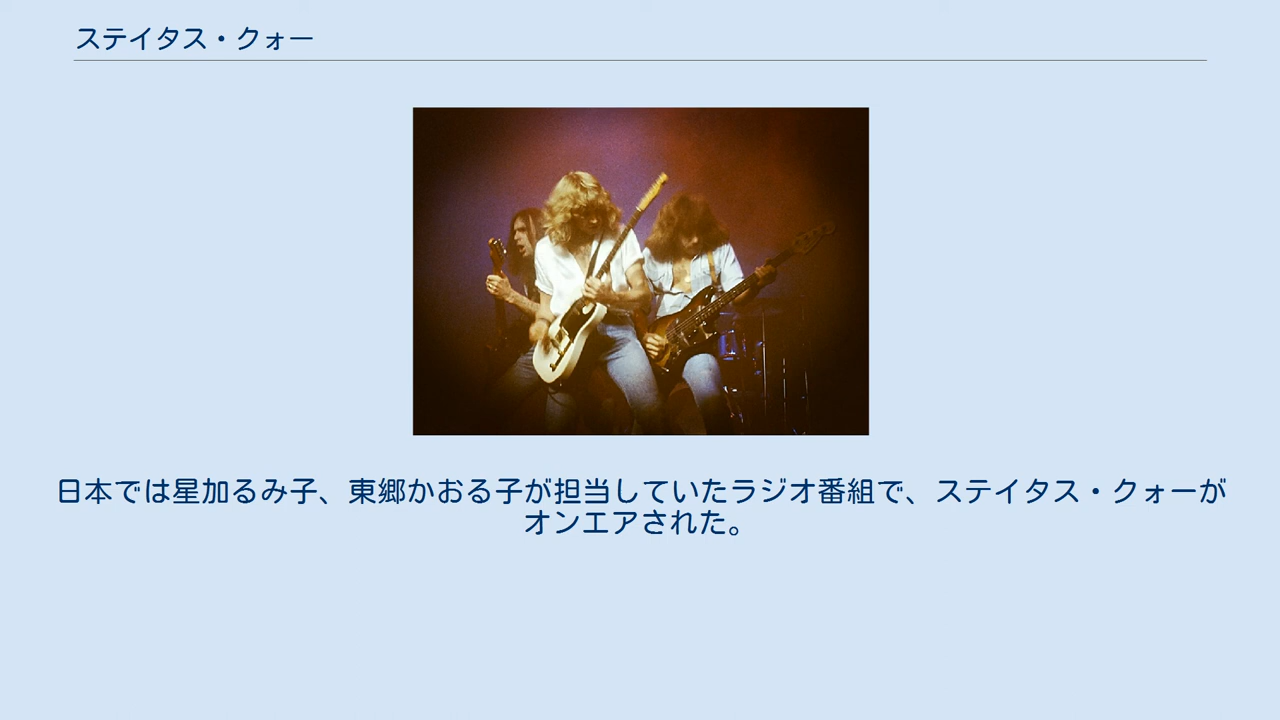 ステイタス・クォー
日本では星加るみ子、東郷かおる子が担当していたラジオ番組で、ステイタス・クォーが
オンエアされた。